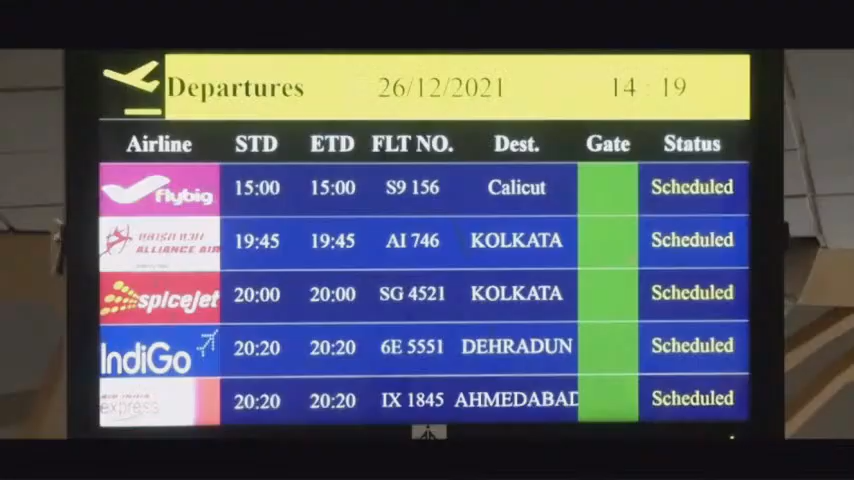 Departures 26/12/2021 14 : 19
Airline STD ETD FLT NO. Dest. Gate Status
flybig 15:00 15:00 S9 156 Calicut Scheduled
ALLIANCE AIR 19:45 19:45 AI 746 KOLKATA Scheduled
spicejet 20:00 20:00 SG 4521 KOLKATA Scheduled
IndiGo 20:20 20:20 6E 5551 DEHRADUN Scheduled
express 20:20 20:20 IX 1845 AHMEDABAD Scheduled